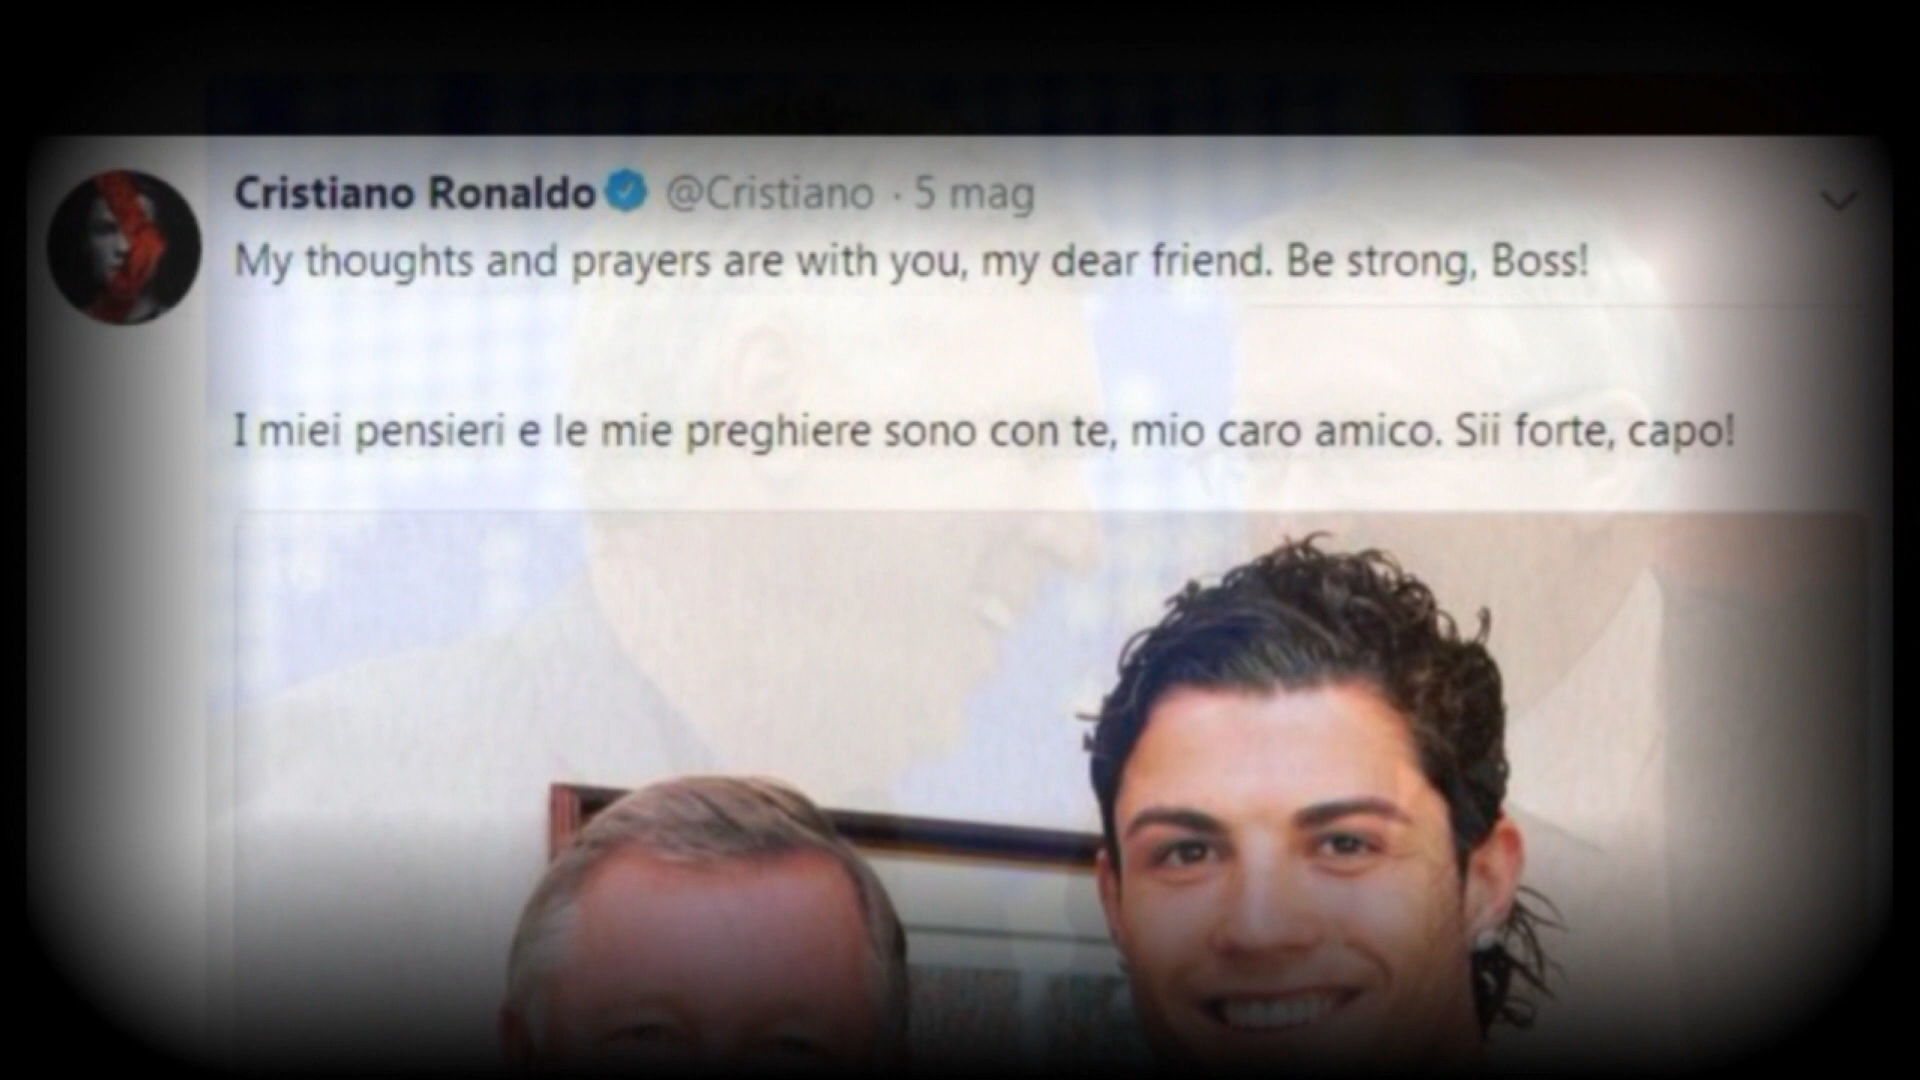 Cristiano Ronaldo @Cristiano · 5 mag
My thoughts and prayers are with you, my dear friend. Be strong, Boss!
I miei pensieri e le mie preghiere sono con te, mio caro amico. Sii forte, capo!